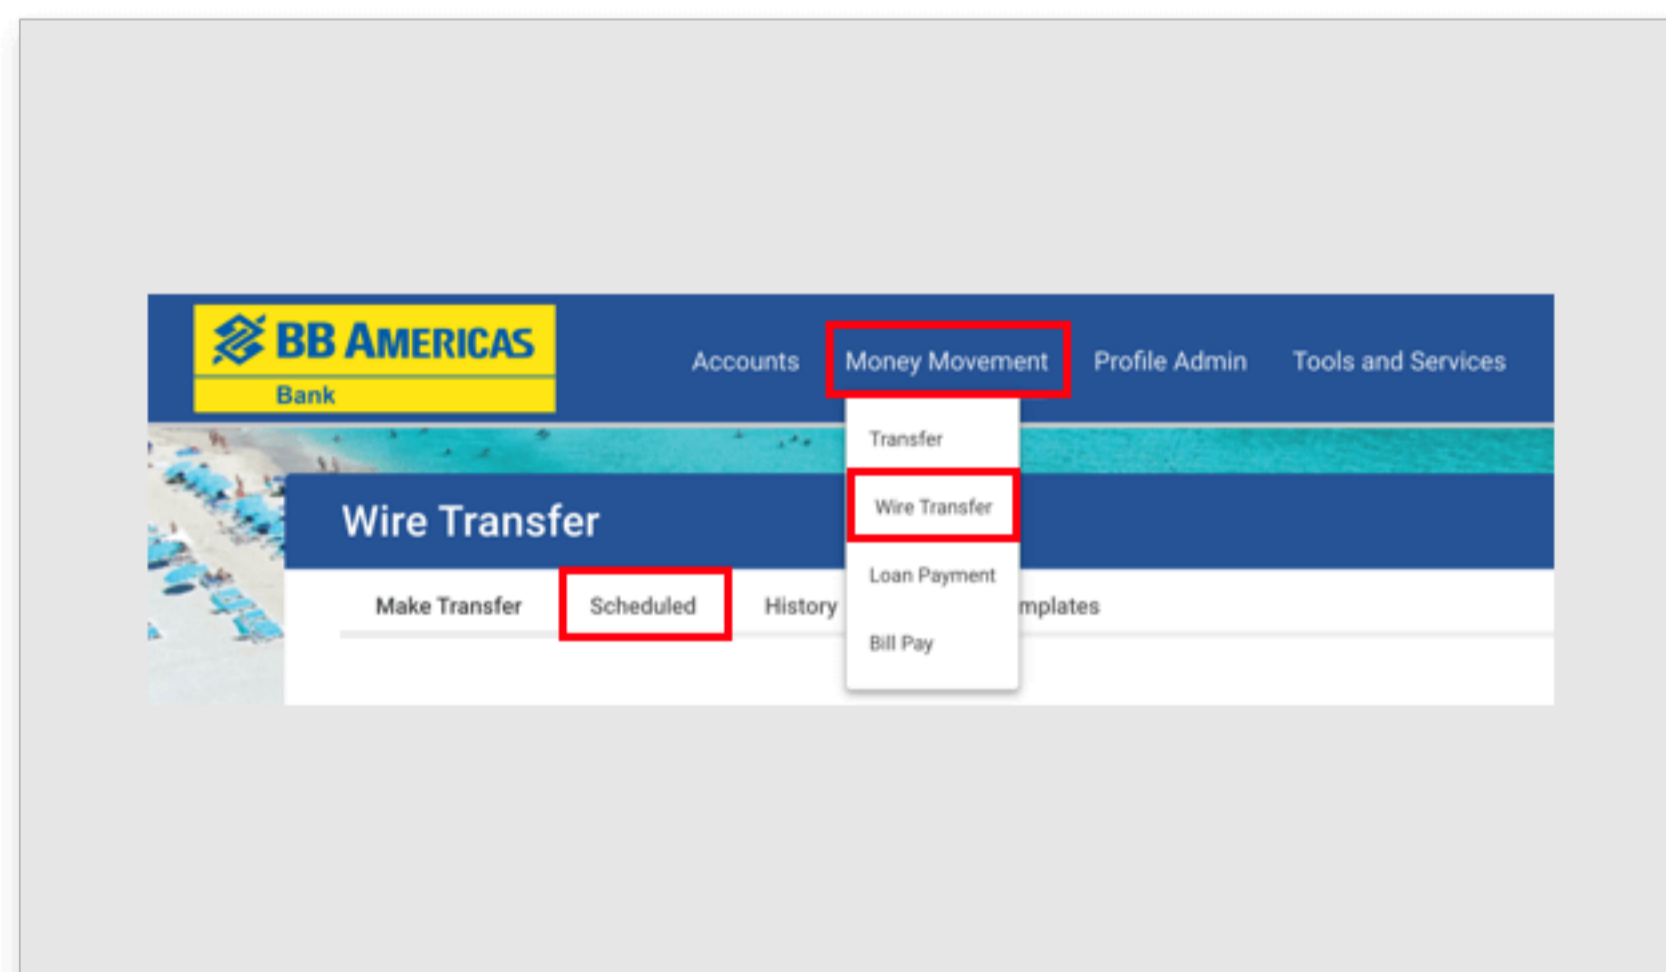 BB AMERICAS
Bank
Accounts
Money Movement
Profile Admin
Tools and Services
Transfer
Wire Transfer
Loan Payment
Bill Pay
Wire Transfer
Make Transfer
Scheduled
History